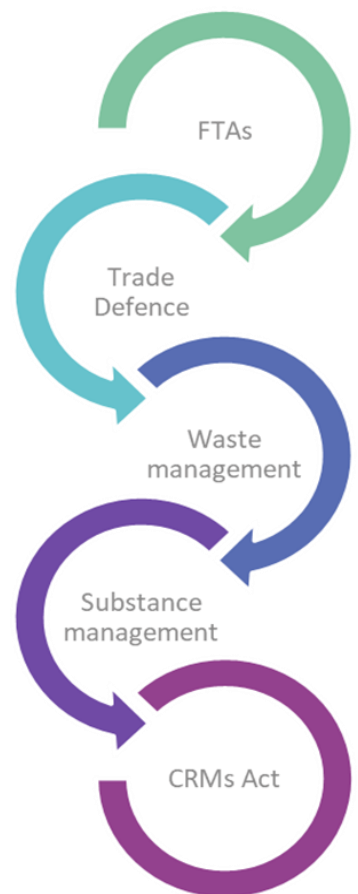 FTAs
Trade
Defence
Waste
management
Substance
management
CRMs Act